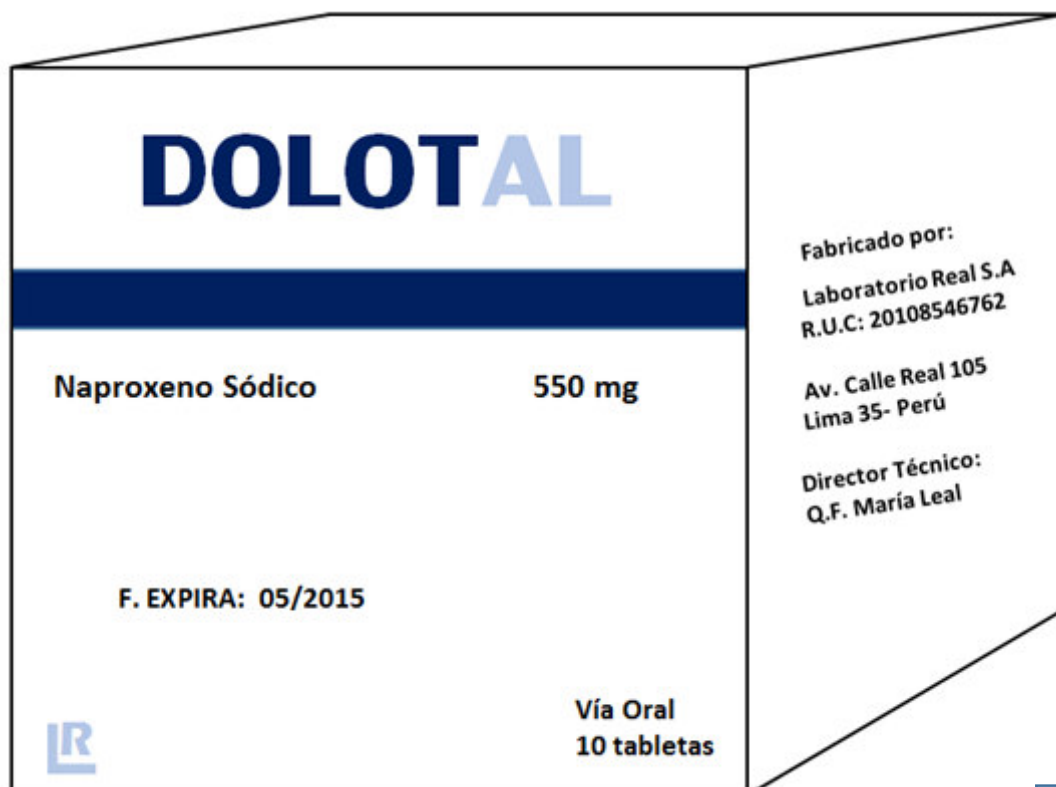 DOLOTAL
Naproxeno Sódico 550 mg
F. EXPIRA: 05/2015
Vía Oral
10 tabletas
LR
Fabricado por:
Laboratorio Real S.A
R.U.C: 20108546762
Av. Calle Real 105
Lima 35- Perú
Director Técnico:
Q.F. María Leal